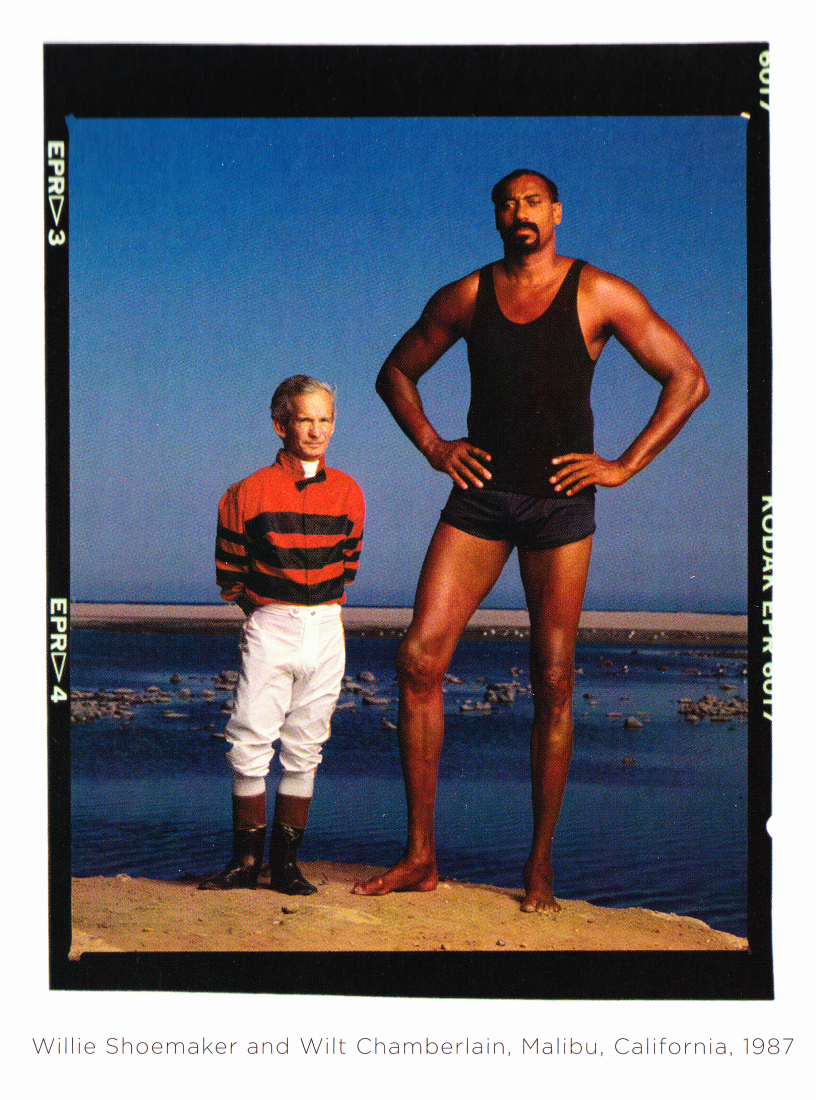 6017
EPR▷3
KODAK EPR 6017
EPR▷4
Willie Shoemaker and Wilt Chamberlain, Malibu, California, 1987